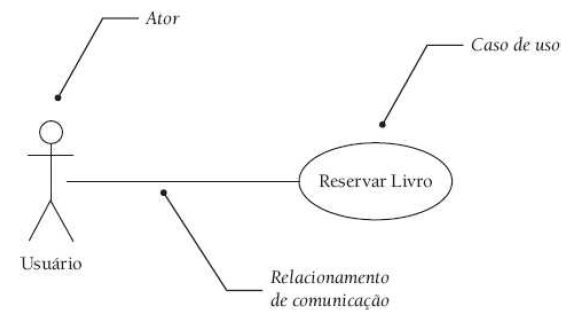 Ator
Caso de uso
Reservar Livro
Usuário
Relacionamento
de comunicação